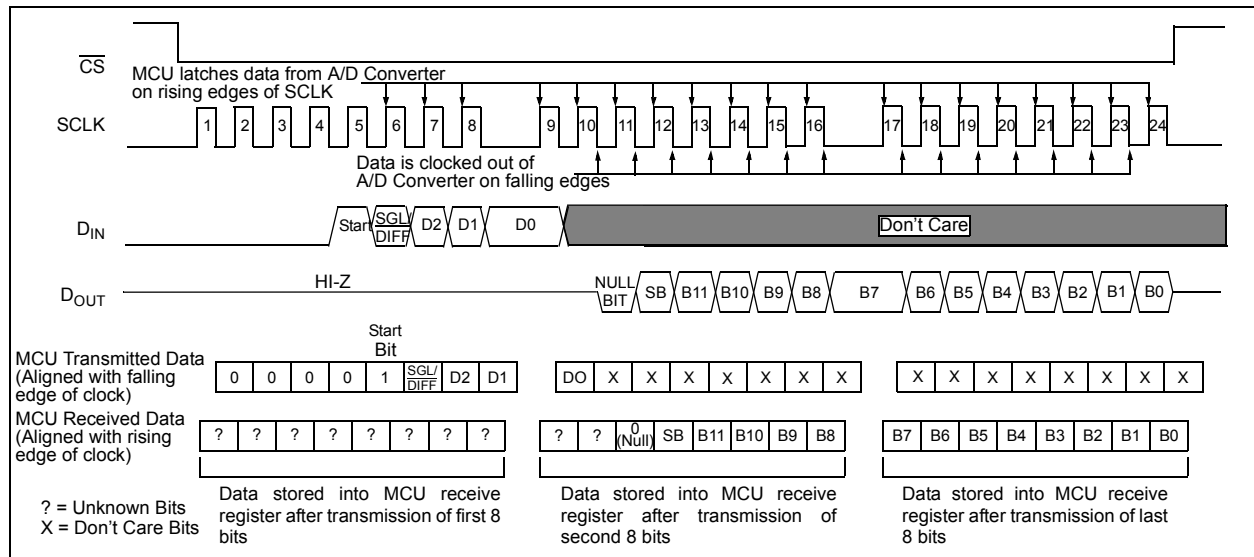 CS
MCU latches data from A/D Converter
on rising edges of SCLK
SCLK
1 2 3 4 5 6 7 8 9 10 11 12 13 14 15 16 17 18 19 20 21 22 23 24
Data is clocked out of
A/D Converter on falling edges
DIN
Start SGL/DIFF D2 D1 D0 Don't Care
DOUT
HI-Z
NULL BIT SB B11 B10 B9 B8 B7 B6 B5 B4 B3 B2 B1 B0
Start
Bit
MCU Transmitted Data
(Aligned with falling
edge of clock)
0 0 0 0 1 SGL/DIFF D2 D1 DO X X X X X X X X X X X X X X X
MCU Received Data
(Aligned with rising
edge of clock)
? ? ? ? ? ? ? ? ? ? 0 (Null) SB B11 B10 B9 B8 B7 B6 B5 B4 B3 B2 B1 B0
? = Unknown Bits
X = Don't Care Bits
Data stored into MCU receive
register after transmission of first 8
bits
Data stored into MCU receive
register after transmission of
second 8 bits
Data stored into MCU receive
register after transmission of last
8 bits